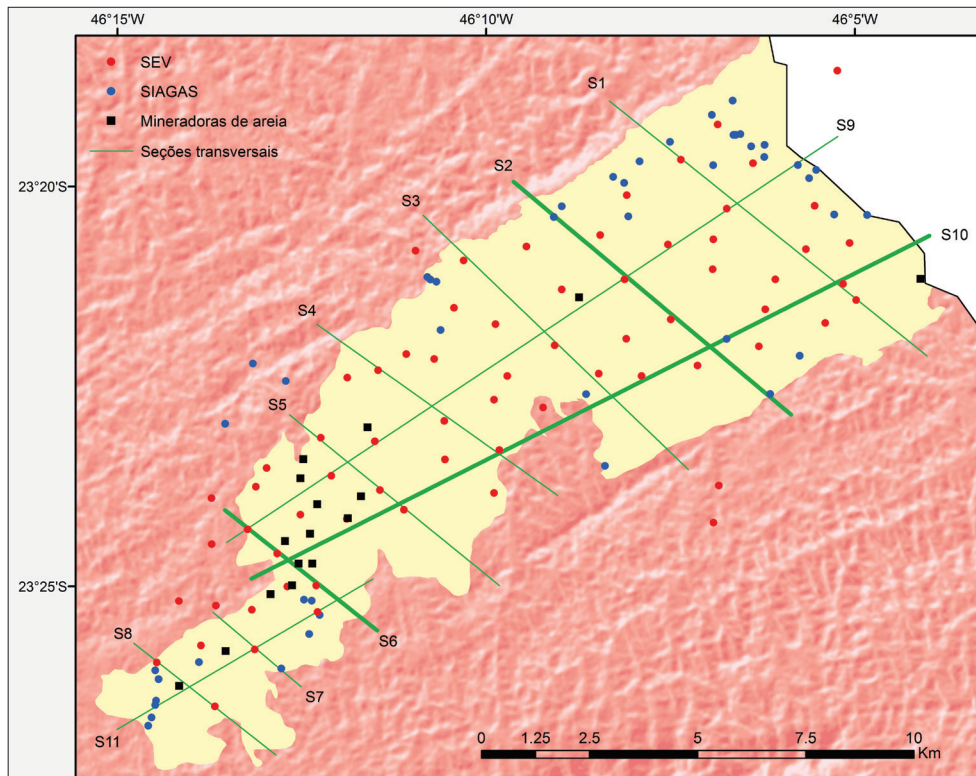 46°15'W 46°10'W 46°5'W
SEV
SIAGAS
Mineradoras de areia
Seções transversais
S1
S9
23°20'S
S2
S3
S10
S4
S5
23°25'S
S6
S8
S7
S11
0 1.25 2.5 5 7.5 10
Km